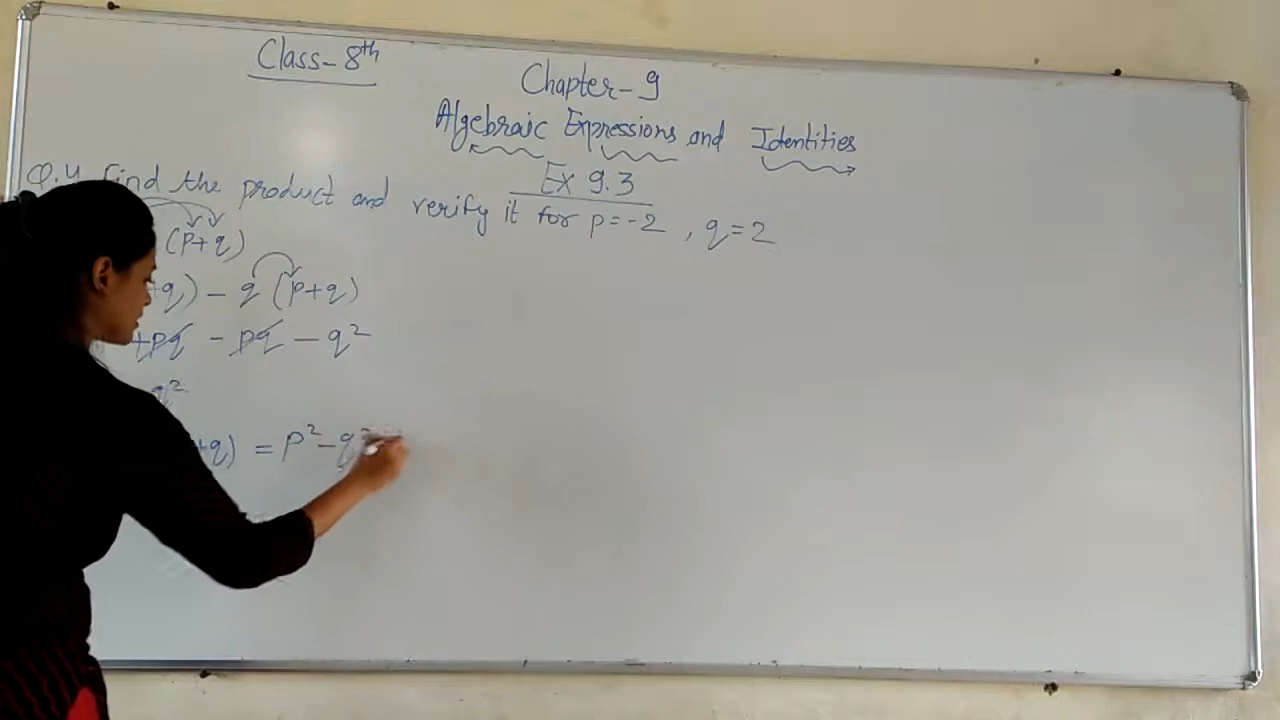 Class-8th
Chapter-9
Algebraic Expressions and Identities
Ex 9.3
Q.4 Find the product and verify it for p=-2, q=2
(p+q)
+q) - q (p+q)
+pq - pq - q²
q²
+q) = p²-q²